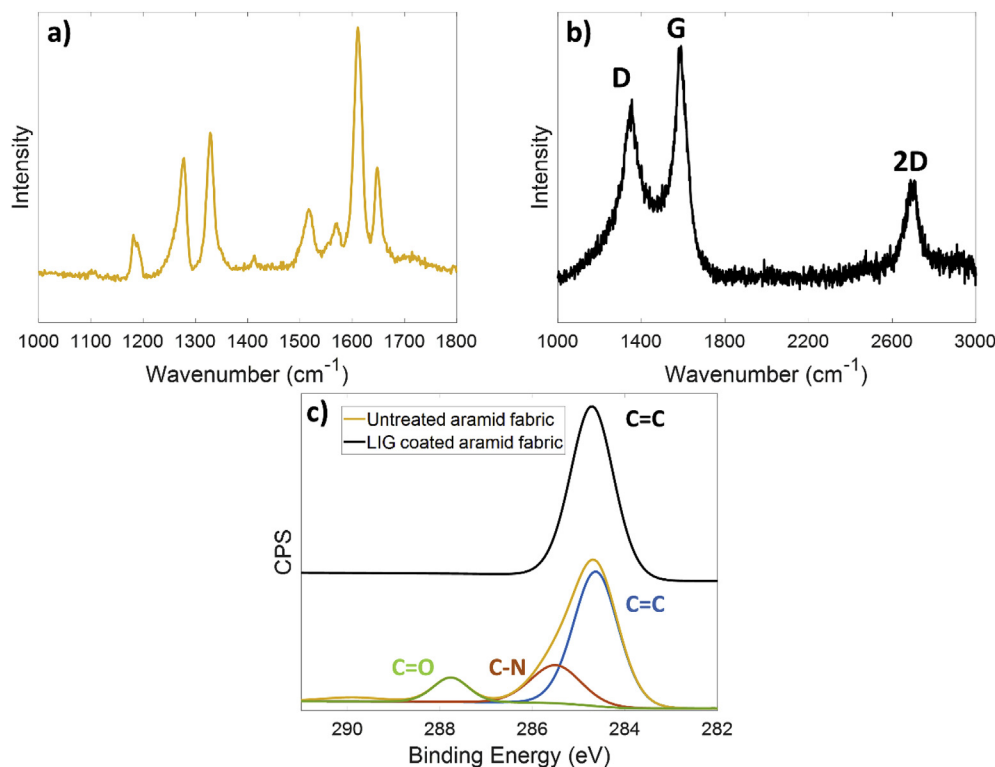 a)
Intensity
1000 1100 1200 1300 1400 1500 1600 1700 1800
Wavenumber (cm⁻¹)
b)
D
G
2D
Intensity
1000 1400 1800 2200 2600 3000
Wavenumber (cm⁻¹)
c)
Untreated aramid fabric
LIG coated aramid fabric
C=C
C=C
C=O
C-N
CPS
290 288 286 284 282
Binding Energy (eV)